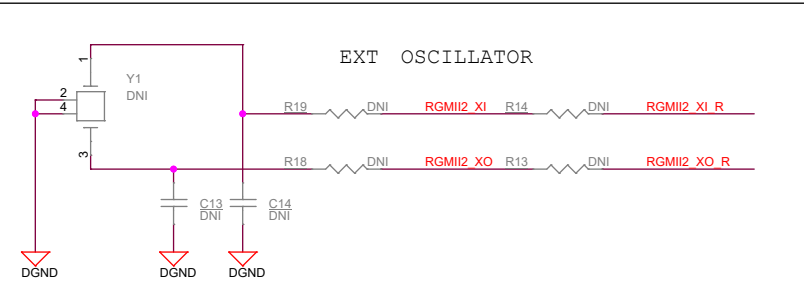 EXT OSCILLATOR
1
Y1
DNI
2
4
3
R19 DNI RGMII2_XI R14 DNI RGMII2_XI_R
R18 DNI RGMII2_XO R13 DNI RGMII2_XO_R
C13
DNI
C14
DNI
DGND DGND DGND